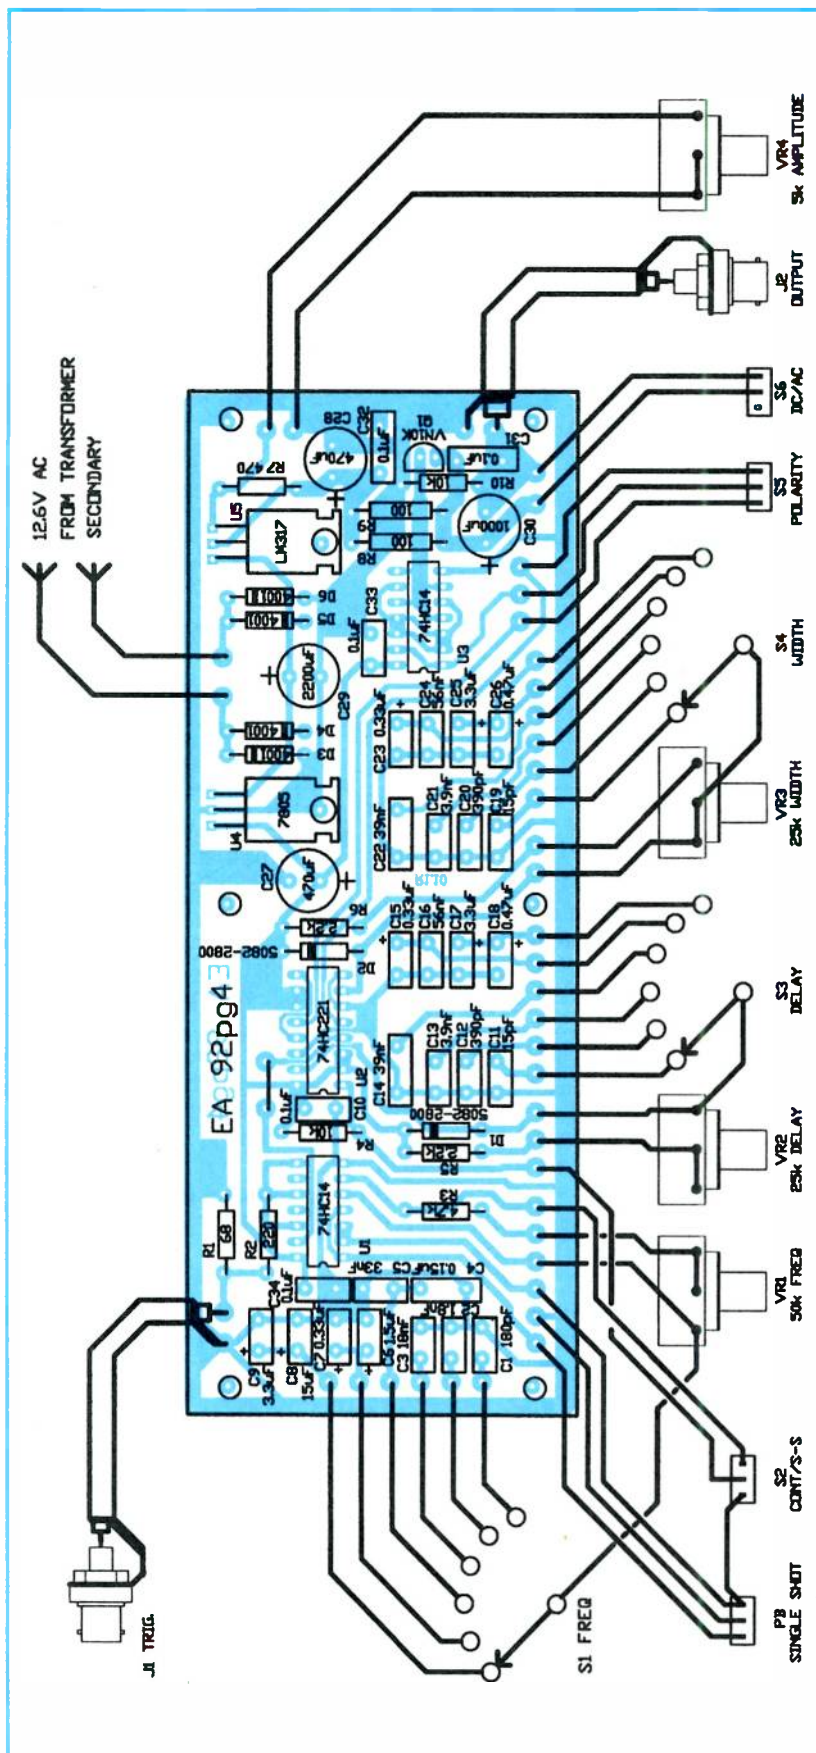 12.6V AC
FROM TRANSFORMER
SECONDARY
J1 TRIG.
EA 92pg4
R1
68
R2
220
C34
0.1uF
C9
3.3uF
C8
15uF
C7 0.33uF
C6 1.5uF
C5 33nF
C4 0.15uF
C3 18nF
C2 1.8nF
C1 180pF
U1
74HC14
R4
10k
C10
0.1uF
U2
74HC221
D2
5082-2800
R6
2.2k
D1
5082-2800
2.2k
4.7k
C14 39nF
C13
3.9nF
C12
390pF
C11
15pF
C15
0.33uF
C16
56nF
C17
3.3uF
C18
0.47uF
C27
470uF
U4
7805
D3
4001
D4
4001
C29
2200uF
D5
4001
D6
4001
U5
LM317
R7 470
C28
470uF
C32
0.1uF
Q1
VN10K
C31
0.1uF
R10
10k
R9
100
R8
100
C30
1000uF
C33
0.1uF
U3
74HC14
C22 39nF
C21
3.9nF
C20
390pF
C19
15pF
C23 0.33uF
C24
56nF
C25
3.3uF
C26
0.47uF
S1 FREQ
PB
SINGLE SHOT
S2
CONT/S-S
VR1
50k FREQ
VR2
25k DELAY
S3
DELAY
VR3
25k WIDTH
S4
WIDTH
S5
POLARITY
S6
DC/AC
J2
OUTPUT
VR4
5k AMPLITUDE